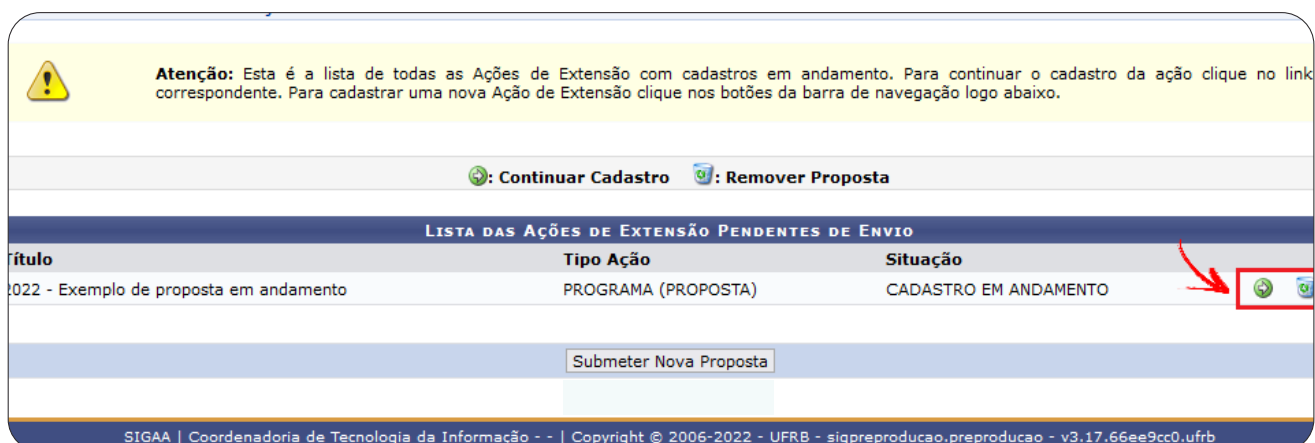 Atenção: Esta é a lista de todas as Ações de Extensão com cadastros em andamento. Para continuar o cadastro da ação clique no link
correspondente. Para cadastrar uma nova Ação de Extensão clique nos botões da barra de navegação logo abaixo.
: Continuar Cadastro : Remover Proposta
LISTA DAS AÇÕES DE EXTENSÃO PENDENTES DE ENVIO
Título Tipo Ação Situação
2022 - Exemplo de proposta em andamento PROGRAMA (PROPOSTA) CADASTRO EM ANDAMENTO
Submeter Nova Proposta
SIGAA | Coordenadoria de Tecnologia da Informação - - | Copyright © 2006-2022 - UFRB - sigpreproducao.preproducao - v3.17.66ee9cc0.ufrb